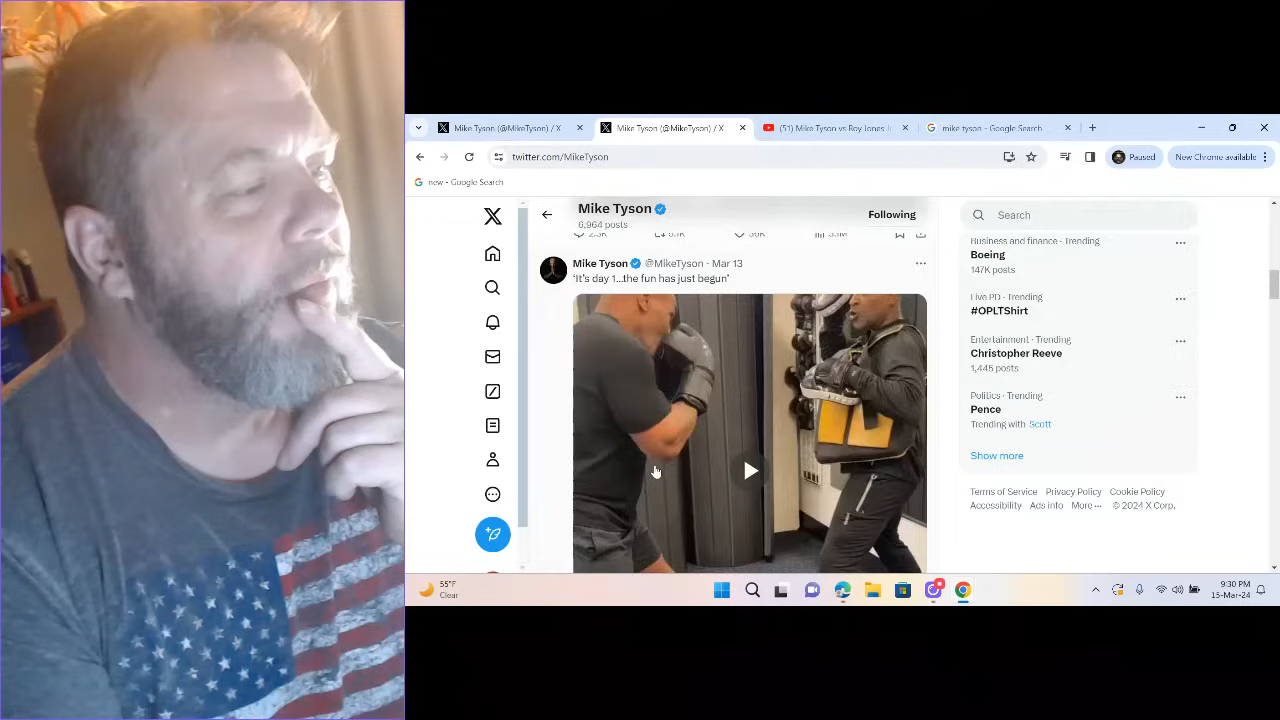 Mike Tyson (@MikeTyson) / X
Mike Tyson (@MikeTyson) / X
(51) Mike Tyson vs Roy Jones
mike tyson - Google Search
twitter.com/MikeTyson
Paused
New Chrome available
new - Google Search
Mike Tyson
6,964 posts
Following
Search
Mike Tyson @MikeTyson · Mar 13
"It's day 1...the fun has just begun"
Business and finance · Trending
Boeing
147K posts
Live PD · Trending
#OPLTShirt
Entertainment · Trending
Christopher Reeve
1,445 posts
Politics · Trending
Pence
Trending with Scott
Show more
Terms of Service Privacy Policy Cookie Policy
Accessibility Ads info More ··· © 2024 X Corp.
55°F
Clear
9:30 PM
15-Mar-24